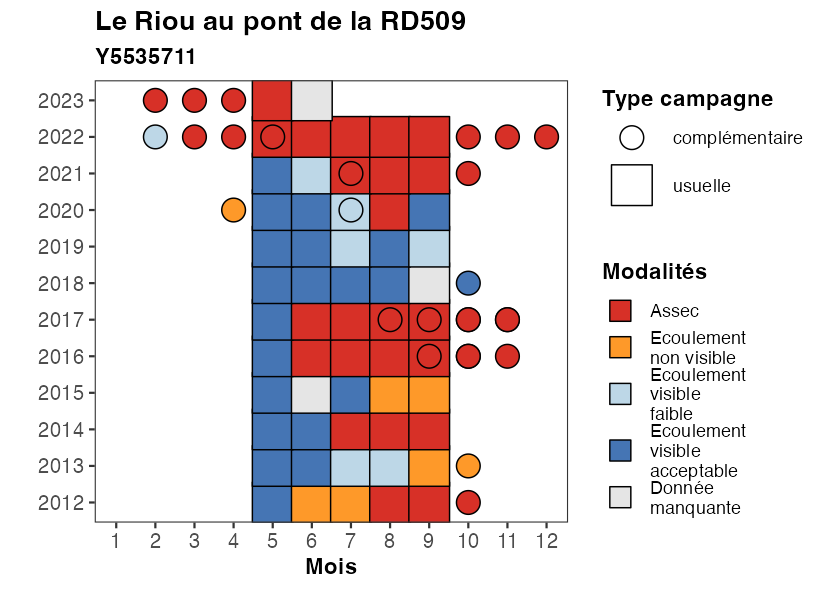 Le Riou au pont de la RD509
Y5535711
2023
2022
2021
2020
2019
2018
2017
2016
2015
2014
2013
2012
1 2 3 4 5 6 7 8 9 10 11 12
Mois
Type campagne
complémentaire
usuelle
Modalités
Assec
Ecoulement
non visible
Ecoulement
visible
faible
Ecoulement
visible
acceptable
Donnée
manquante